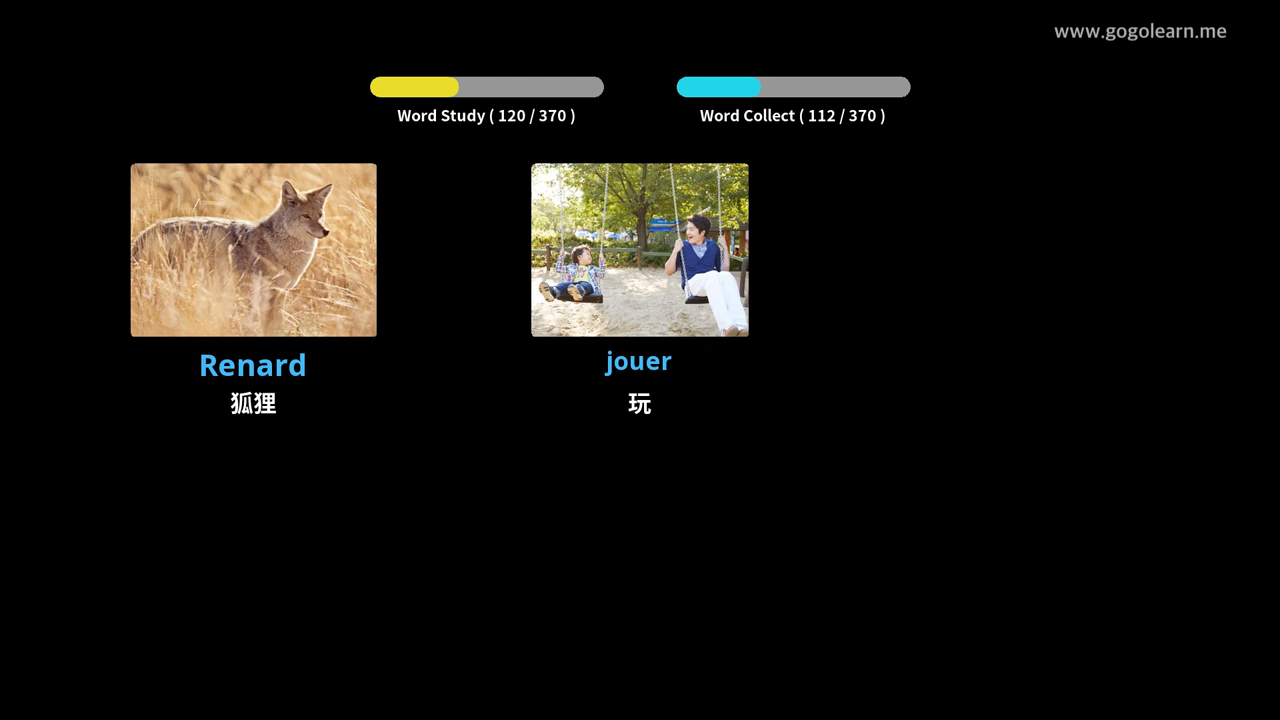 www.gogolearn.me
Word Study ( 120 / 370 )
Word Collect ( 112 / 370 )
Renard
狐狸
jouer
玩